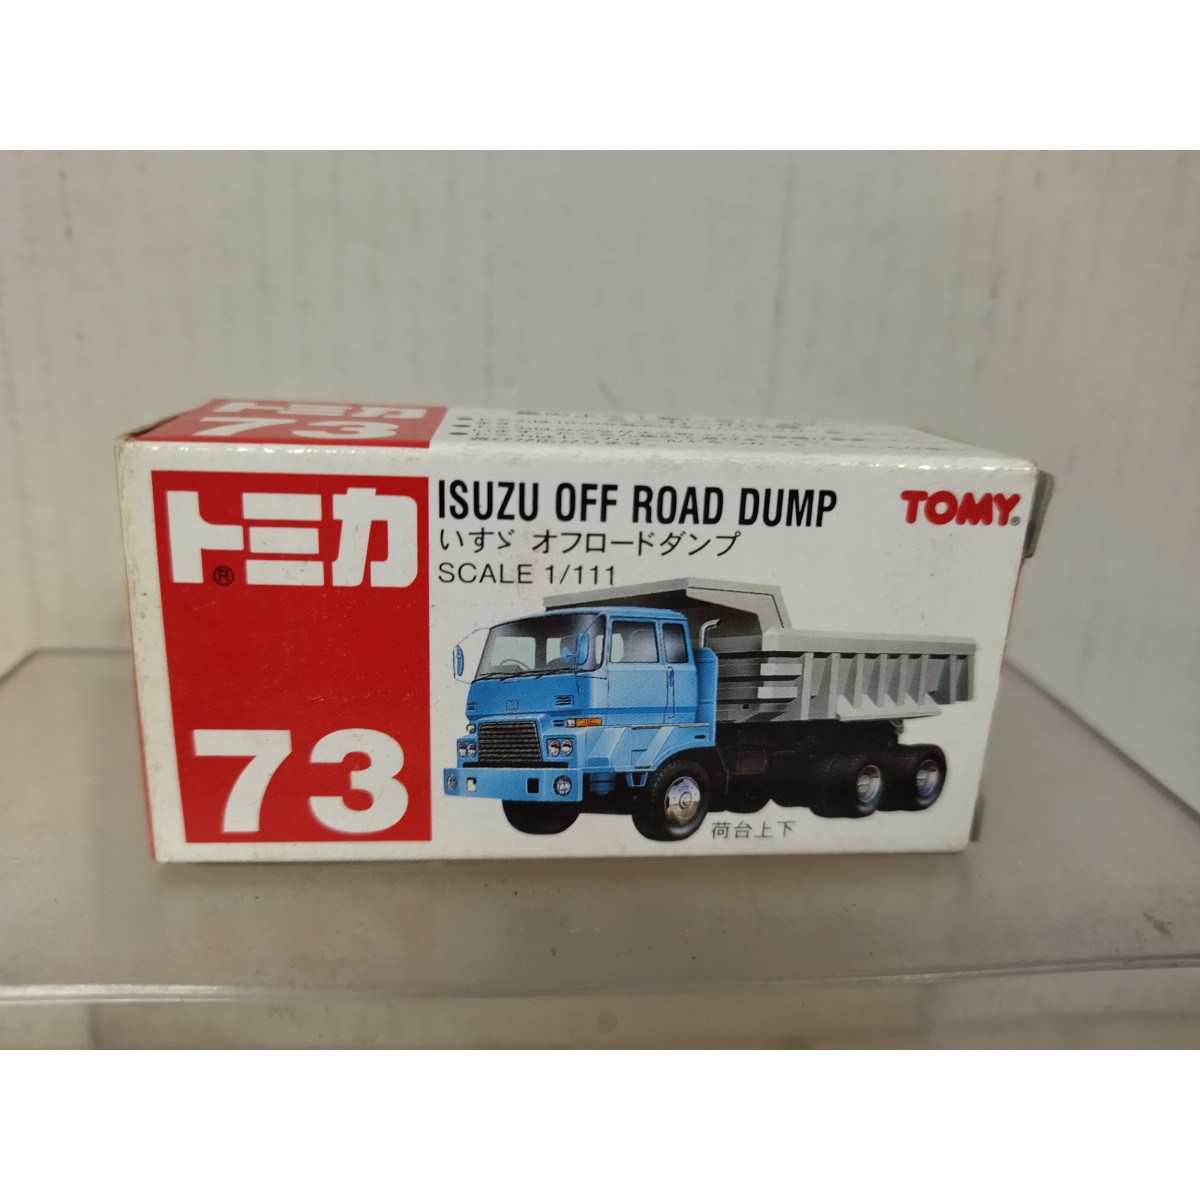 トミカ
73
トミカ
®
73
ISUZU OFF ROAD DUMP
いすゞ オフロードダンプ
SCALE 1/111
TOMY®
荷台上下